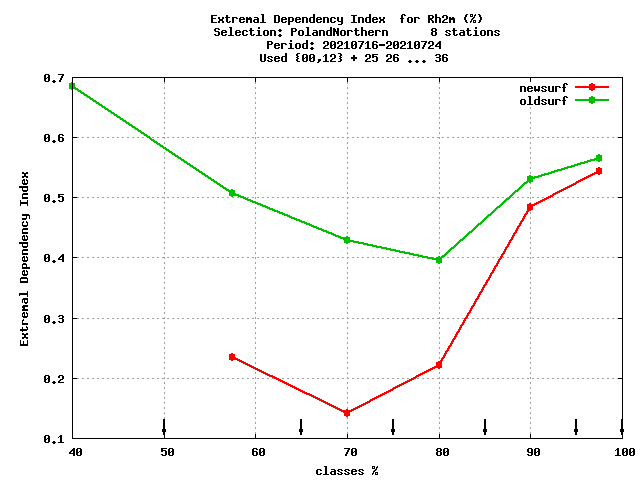 Extremal Dependency Index  for Rh2m (%)
Selection: PolandNorthern      8 stations
Period: 20210716-20210724
Used {00,12} + 25 26 ... 36
newsurf
oldsurf
0.7
0.6
0.5
0.4
0.3
0.2
0.1
Extremal Dependency Index
40 50 60 70 80 90 100
classes %